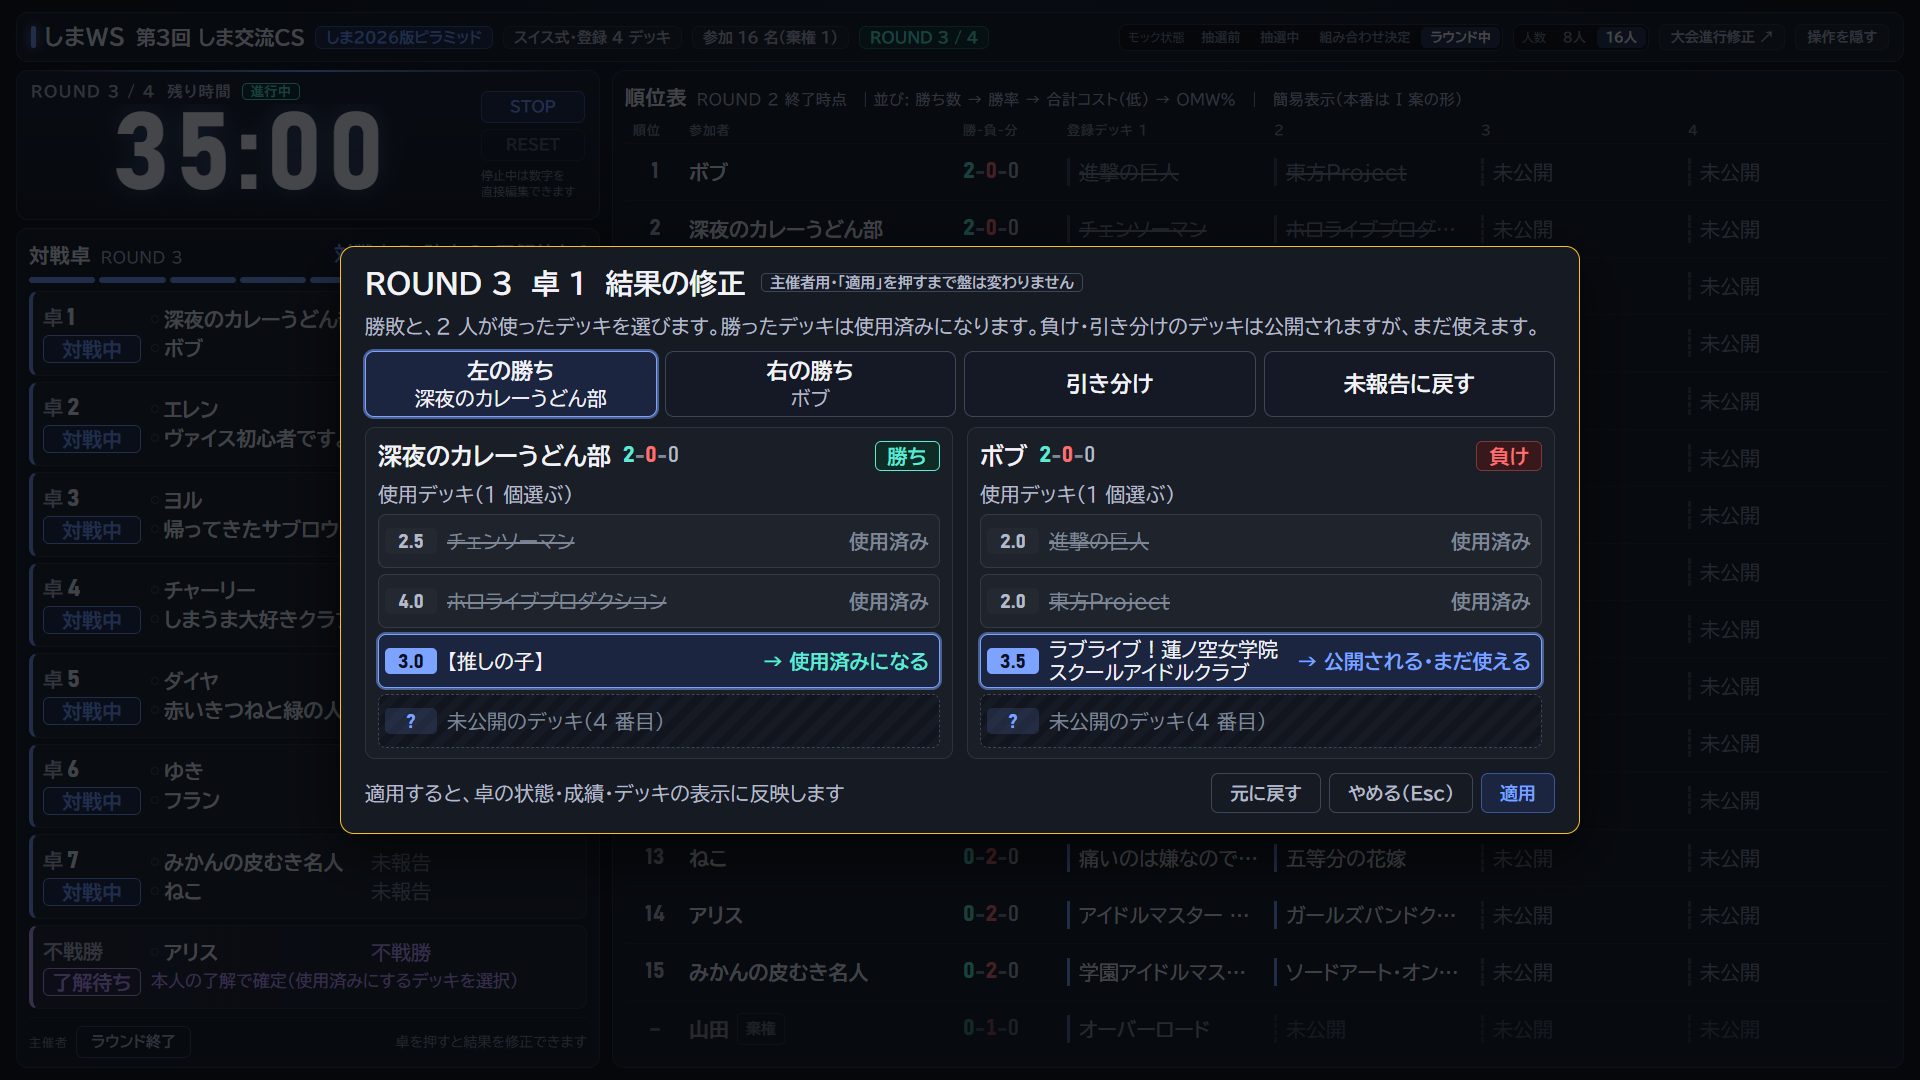 しまWS 第3回 しま交流CS しま2026版ピラミッド スイス式・登録 4 デッキ 参加 16 名(棄権 1) ROUND 3 / 4 モック状態 抽選前 抽選中 組み合わせ決定 ラウンド中 人数 8人 16人 大会進行修正 ↗ 操作を隠す
ROUND 3 / 4 残り時間 進行中
35:00
STOP
RESET
停止中は数字を
直接編集できます
順位表 ROUND 2 終了時点 | 並び: 勝ち数 → 勝率 → 合計コスト(低) → OMW% | 簡易表示(本番は I 案の形)
順位 参加者 勝-負-分 登録デッキ 1 2 3 4
1 ボブ 2-0-0 進撃の巨人 東方Project 未公開 未公開
2 深夜のカレーうどん部 2-0-0 チェンソーマン ホロライブプロダ… 未公開 未公開
対戦卓 ROUND 3
卓1 深夜のカレーうどん
対戦中 ボブ
卓2 エレン
対戦中 ヴァイス初心者です。
卓3 ヨル
対戦中 帰ってきたサブロウ
卓4 チャーリー
対戦中 しまうま大好きクラブ
卓5 ダイヤ
対戦中 赤いきつねと緑の人
卓6 ゆき
対戦中 フラン
卓7 みかんの皮むき名人 未報告
対戦中 ねこ 未報告
不戦勝 アリス 不戦勝
了解待ち 本人の了解で確定(使用済みにするデッキを選択)
主催者 ラウンド終了 卓を押すと結果を修正できます
ROUND 3 卓 1 結果の修正 主催者用・「適用」を押すまで盤は変わりません
勝敗と、2 人が使ったデッキを選びます。勝ったデッキは使用済みになります。負け・引き分けのデッキは公開されますが、まだ使えます。
左の勝ち
深夜のカレーうどん部
右の勝ち
ボブ
引き分け
未報告に戻す
深夜のカレーうどん部 2-0-0 勝ち
使用デッキ(1 個選ぶ)
2.5 チェンソーマン 使用済み
4.0 ホロライブプロダクション 使用済み
3.0 【推しの子】 → 使用済みになる
? 未公開のデッキ(4 番目)
ボブ 2-0-0 負け
使用デッキ(1 個選ぶ)
2.0 進撃の巨人 使用済み
2.0 東方Project 使用済み
3.5 ラブライブ！蓮ノ空女学院
スクールアイドルクラブ → 公開される・まだ使える
? 未公開のデッキ(4 番目)
適用すると、卓の状態・成績・デッキの表示に反映します
元に戻す やめる(Esc) 適用
未公開
未公開
未公開
未公開
未公開
未公開
未公開
未公開
未公開
未公開
13 ねこ 0-2-0 痛いのは嫌なので… 五等分の花嫁 未公開 未公開
14 アリス 0-2-0 アイドルマスター … ガールズバンドク… 未公開 未公開
15 みかんの皮むき名人 0-2-0 学園アイドルマス… ソードアート・オン… 未公開 未公開
– 山田 棄権 0-1-0 オーバーロード 未公開 未公開 未公開